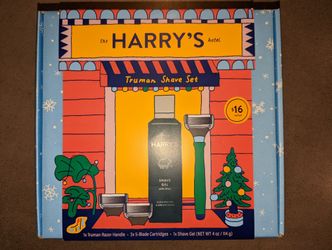 the HARRY'S hotel
Truman Shave Set
$16
HARRY'S
SHAVE
GEL
1x Truman Razor Handle • 3x 5-Blade Cartridges • 1x Shave Gel (NET WT 4 oz / 114 g)